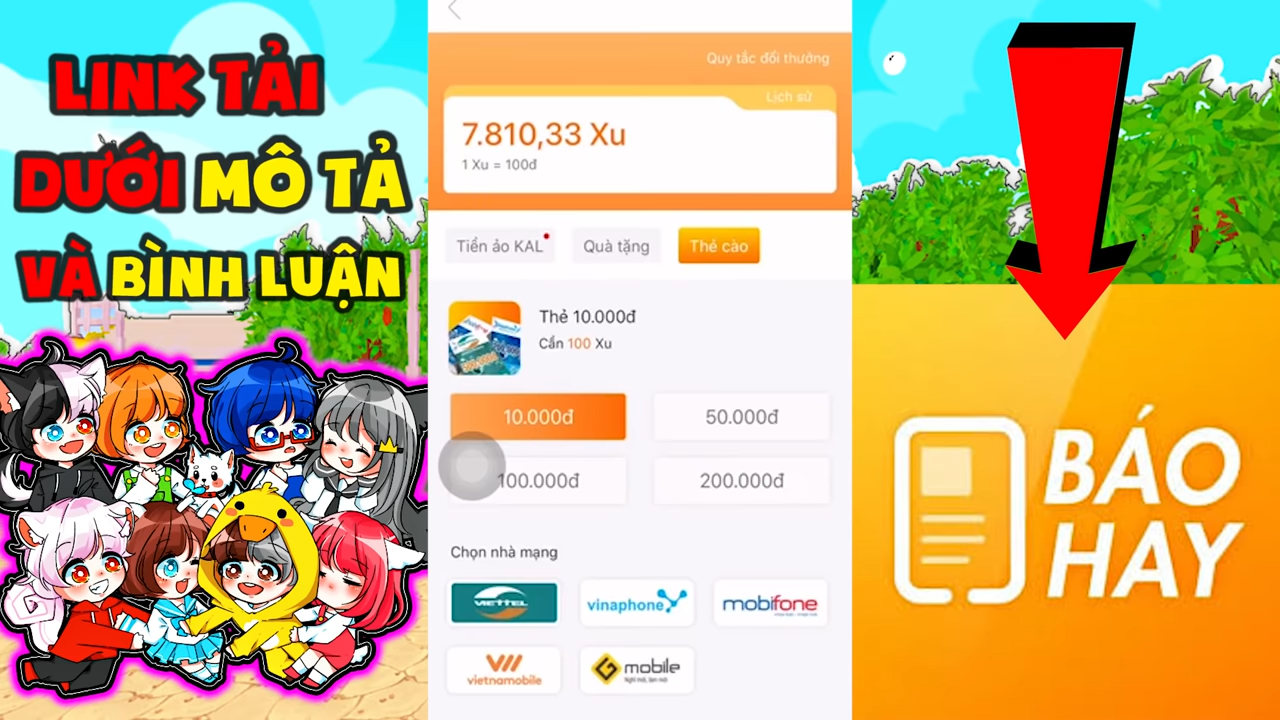 LINK TẢI
DƯỚI MÔ TẢ
VÀ BÌNH LUẬN
Quy tắc đổi thưởng
Lịch sử
7.810,33 Xu
1 Xu = 100đ
Tiền ảo KAL
Quà tặng
Thẻ cào
Thẻ 10.000đ
Cần 100 Xu
10.000đ
50.000đ
100.000đ
200.000đ
Chọn nhà mạng
VIETTEL
vinaphone
mobifone
vietnamobile
Gmobile
BÁO
HAY